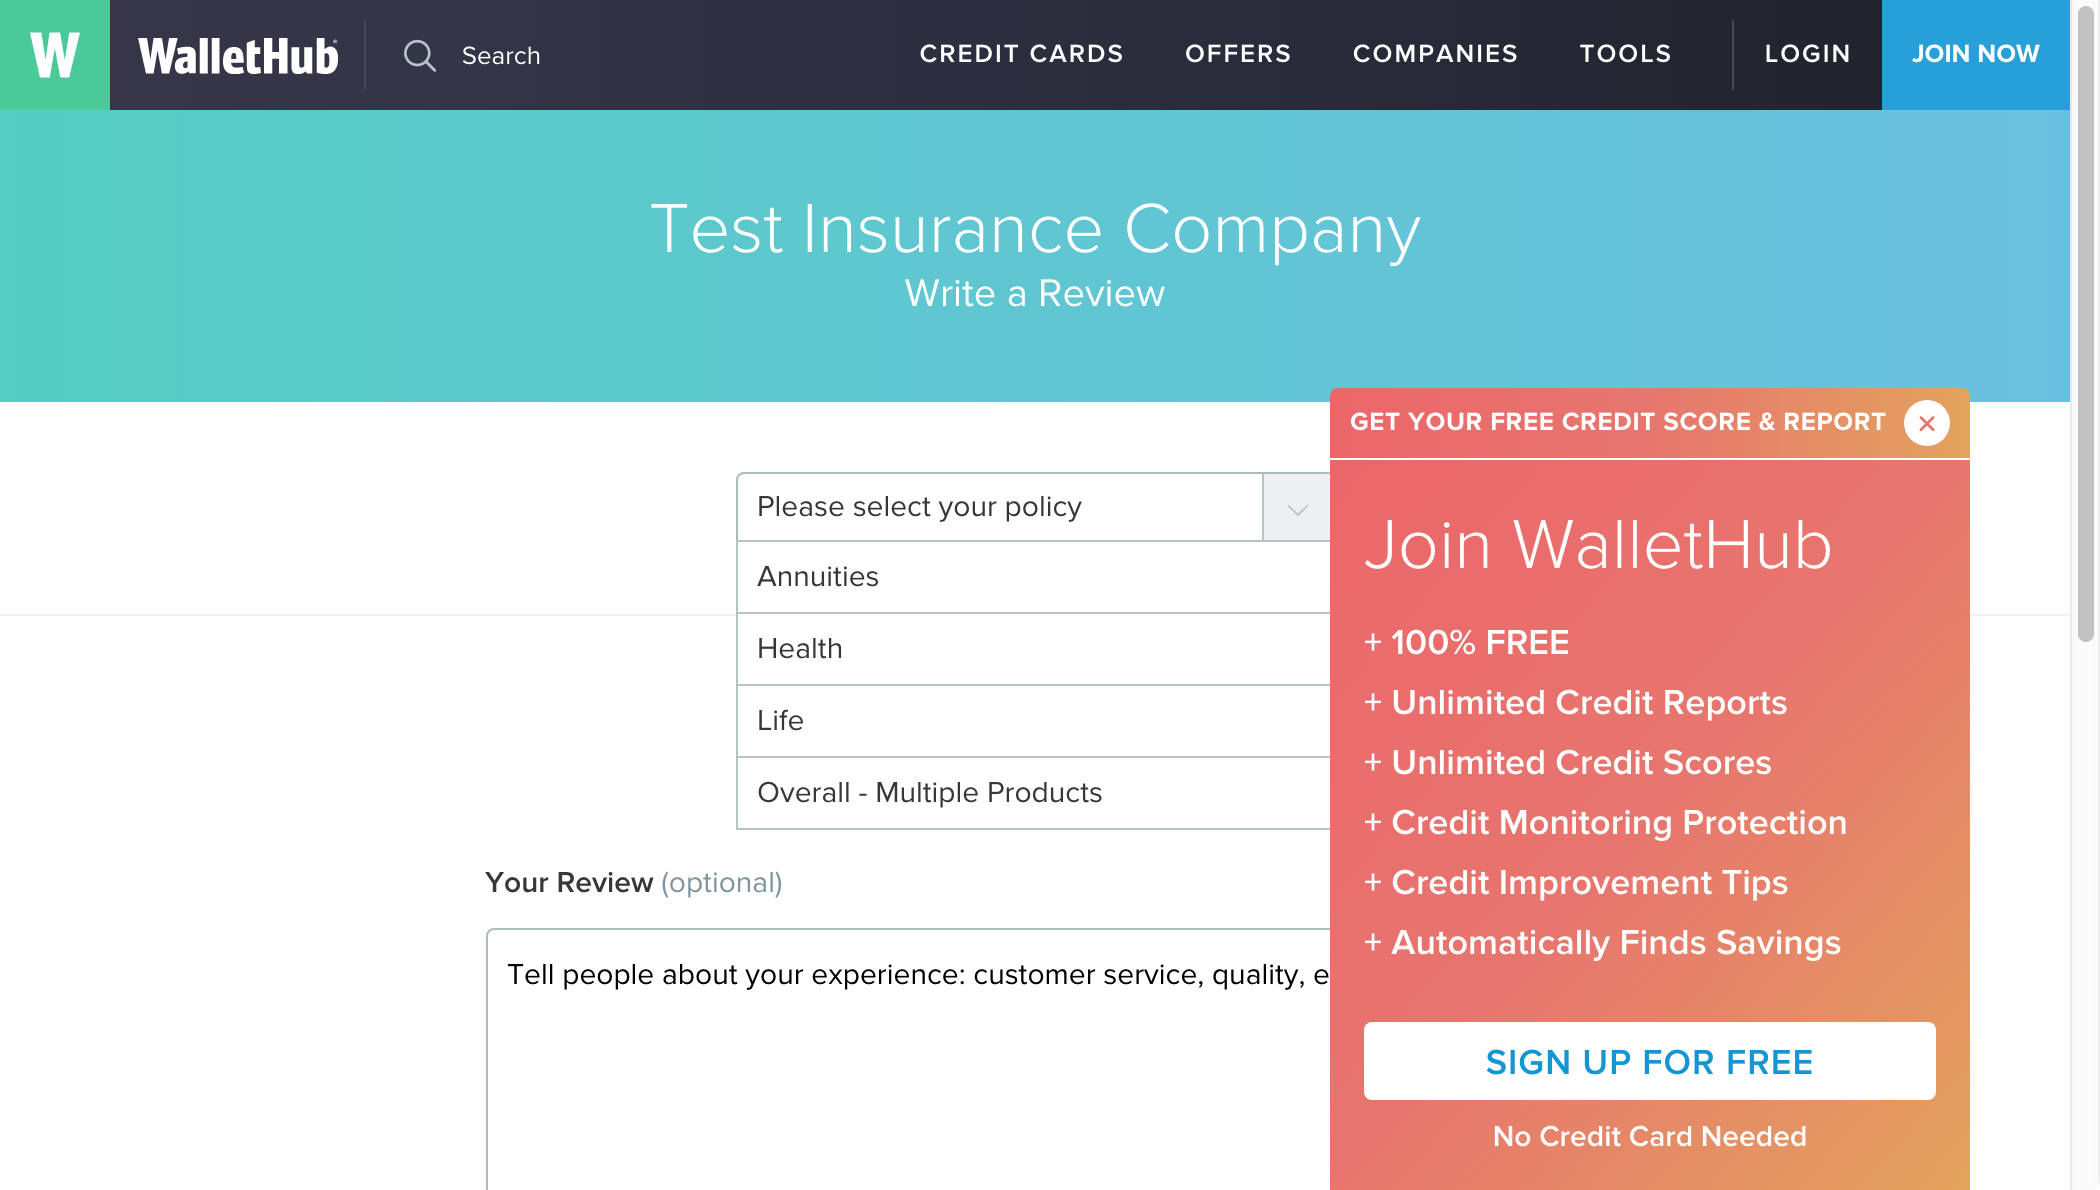 W WalletHub Search CREDIT CARDS OFFERS COMPANIES TOOLS LOGIN JOIN NOW
Test Insurance Company
Write a Review
GET YOUR FREE CREDIT SCORE & REPORT
Please select your policy
Annuities
Health
Life
Overall - Multiple Products
Your Review (optional)
Tell people about your experience: customer service, quality, e
Join WalletHub
+ 100% FREE
+ Unlimited Credit Reports
+ Unlimited Credit Scores
+ Credit Monitoring Protection
+ Credit Improvement Tips
+ Automatically Finds Savings
SIGN UP FOR FREE
No Credit Card Needed